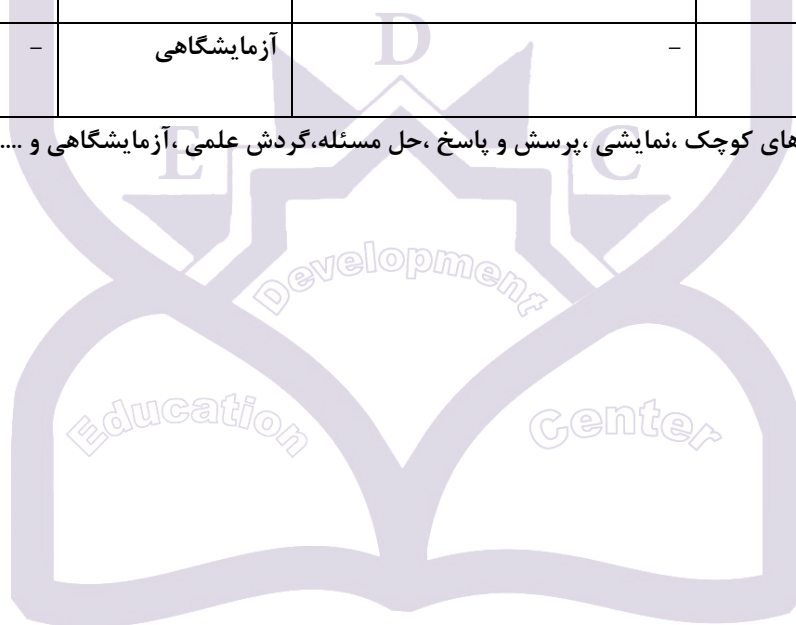 - آزمایشگاهی -
های کوچک ،نمایشی ،پرسش و پاسخ ،حل مسئله،گردش علمی ،آزمایشگاهی و ....
D
E C
Development
Education Center